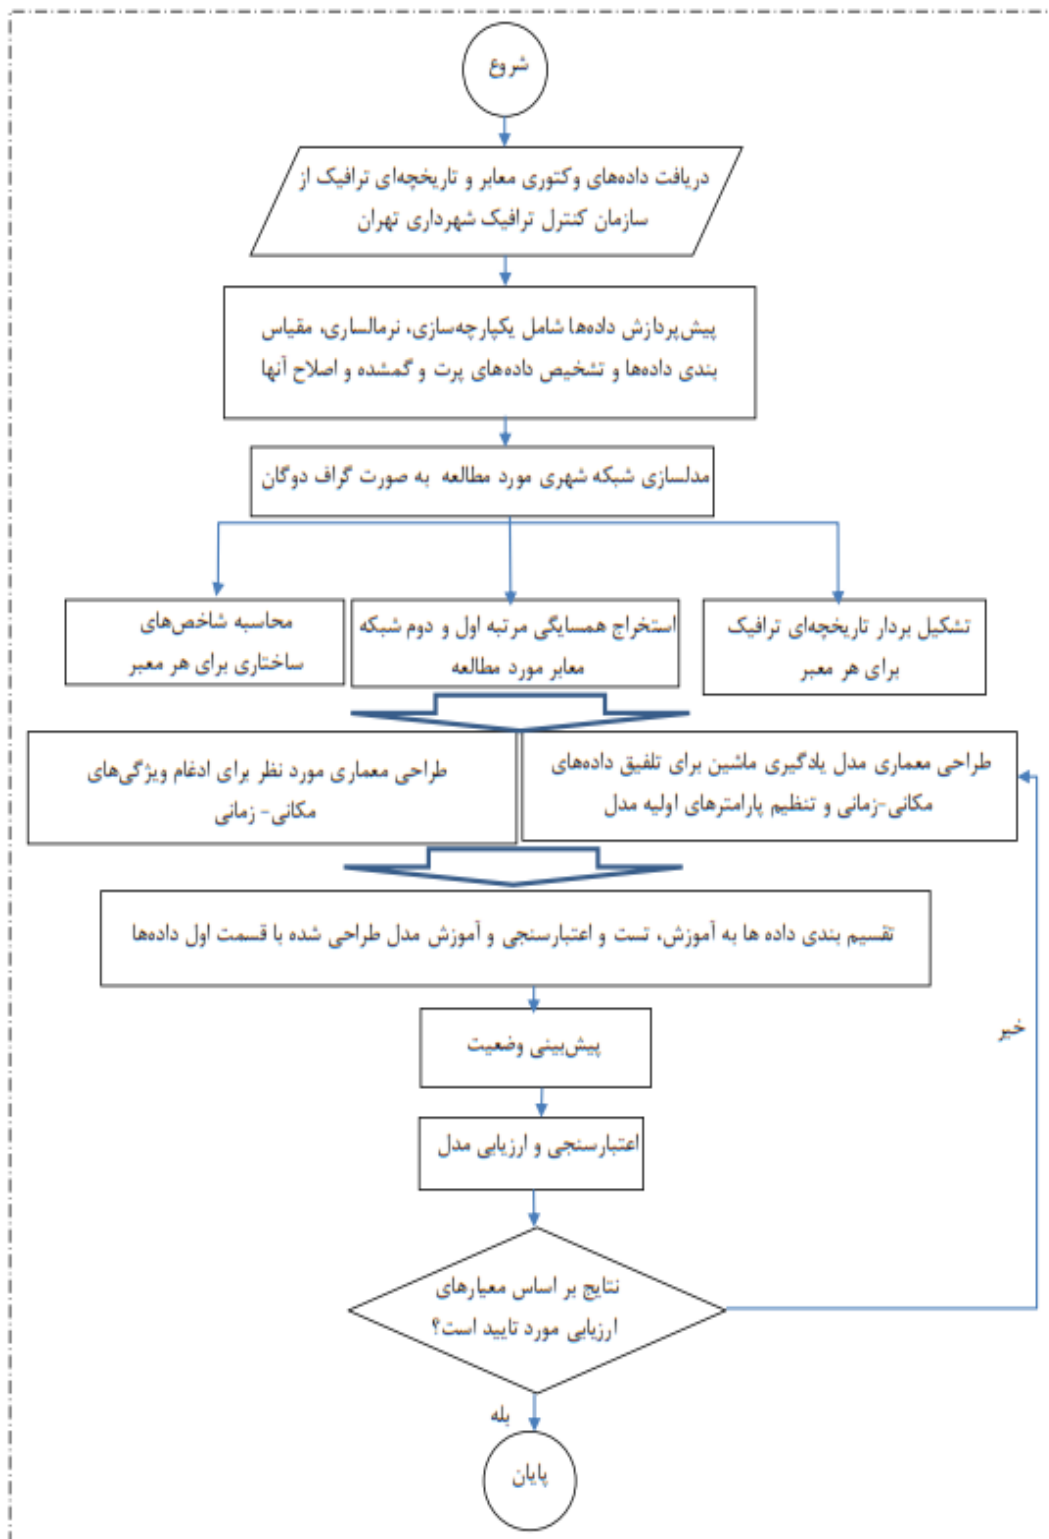 شروع
دریافت داده‌های وکتوری معابر و تاریخچه‌ای ترافیک از
سازمان کنترل ترافیک شهرداری تهران
پیش‌پردازش داده‌ها شامل یکپارچه‌سازی، نرمالساری، مقیاس
بندی داده‌ها و تشخیص داده‌های پرت و گمشده و اصلاح آنها
مدلسازی شبکه شهری مورد مطالعه به صورت گراف دوگان
تشکیل بردار تاریخچه‌ای ترافیک
برای هر معبر
استخراج همسایگی مرتبه اول و دوم شبکه
معابر مورد مطالعه
محاسبه شاخص‌های
ساختاری برای هر معبر
طراحی معماری مدل یادگیری ماشین برای تلفیق داده‌های
مکانی-زمانی و تنظیم پارامترهای اولیه مدل
طراحی معماری مورد نظر برای ادغام ویژگی‌های
مکانی- زمانی
تقسیم بندی داده ها به آموزش، تست و اعتبارسنجی و آموزش مدل طراحی شده با قسمت اول داده‌ها
پیش‌بینی وضعیت
اعتبارسنجی و ارزیابی مدل
نتایج بر اساس معیارهای
ارزیابی مورد تایید است؟
خیر
بله
پایان